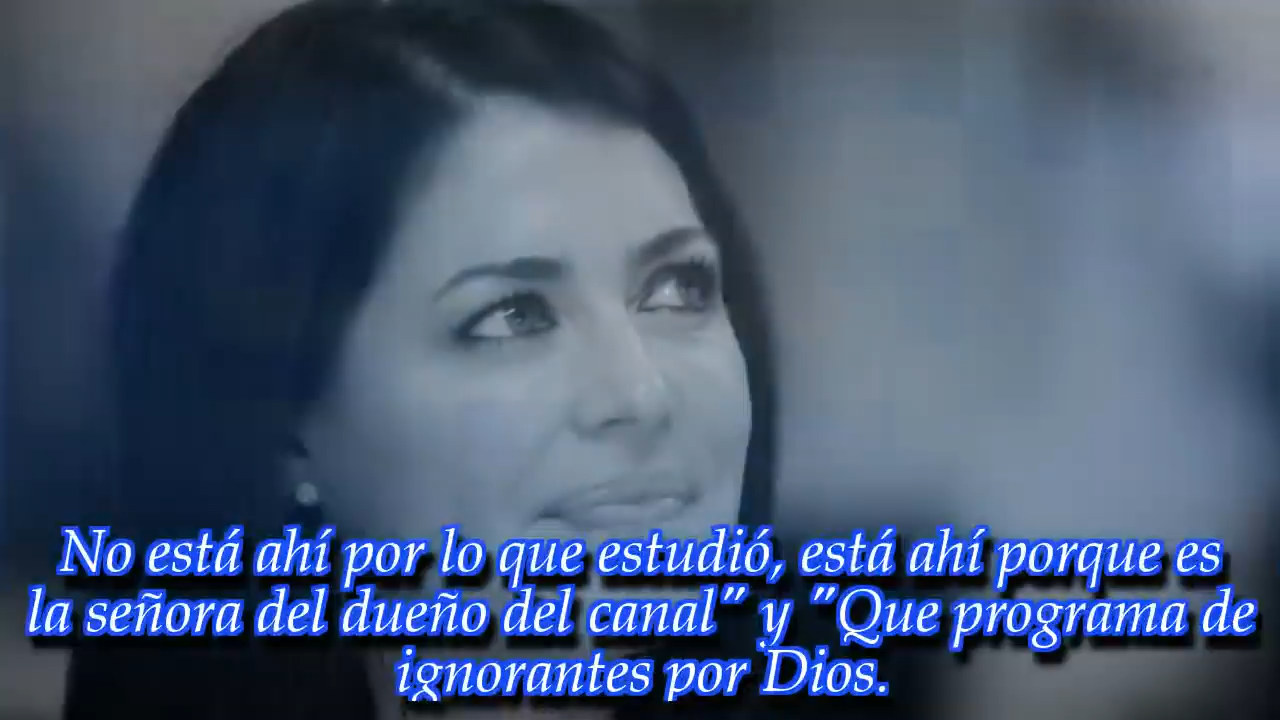 No está ahí por lo que estudió, está ahí porque es
la señora del dueño del canal" y "Que programa de
ignorantes por Dios.